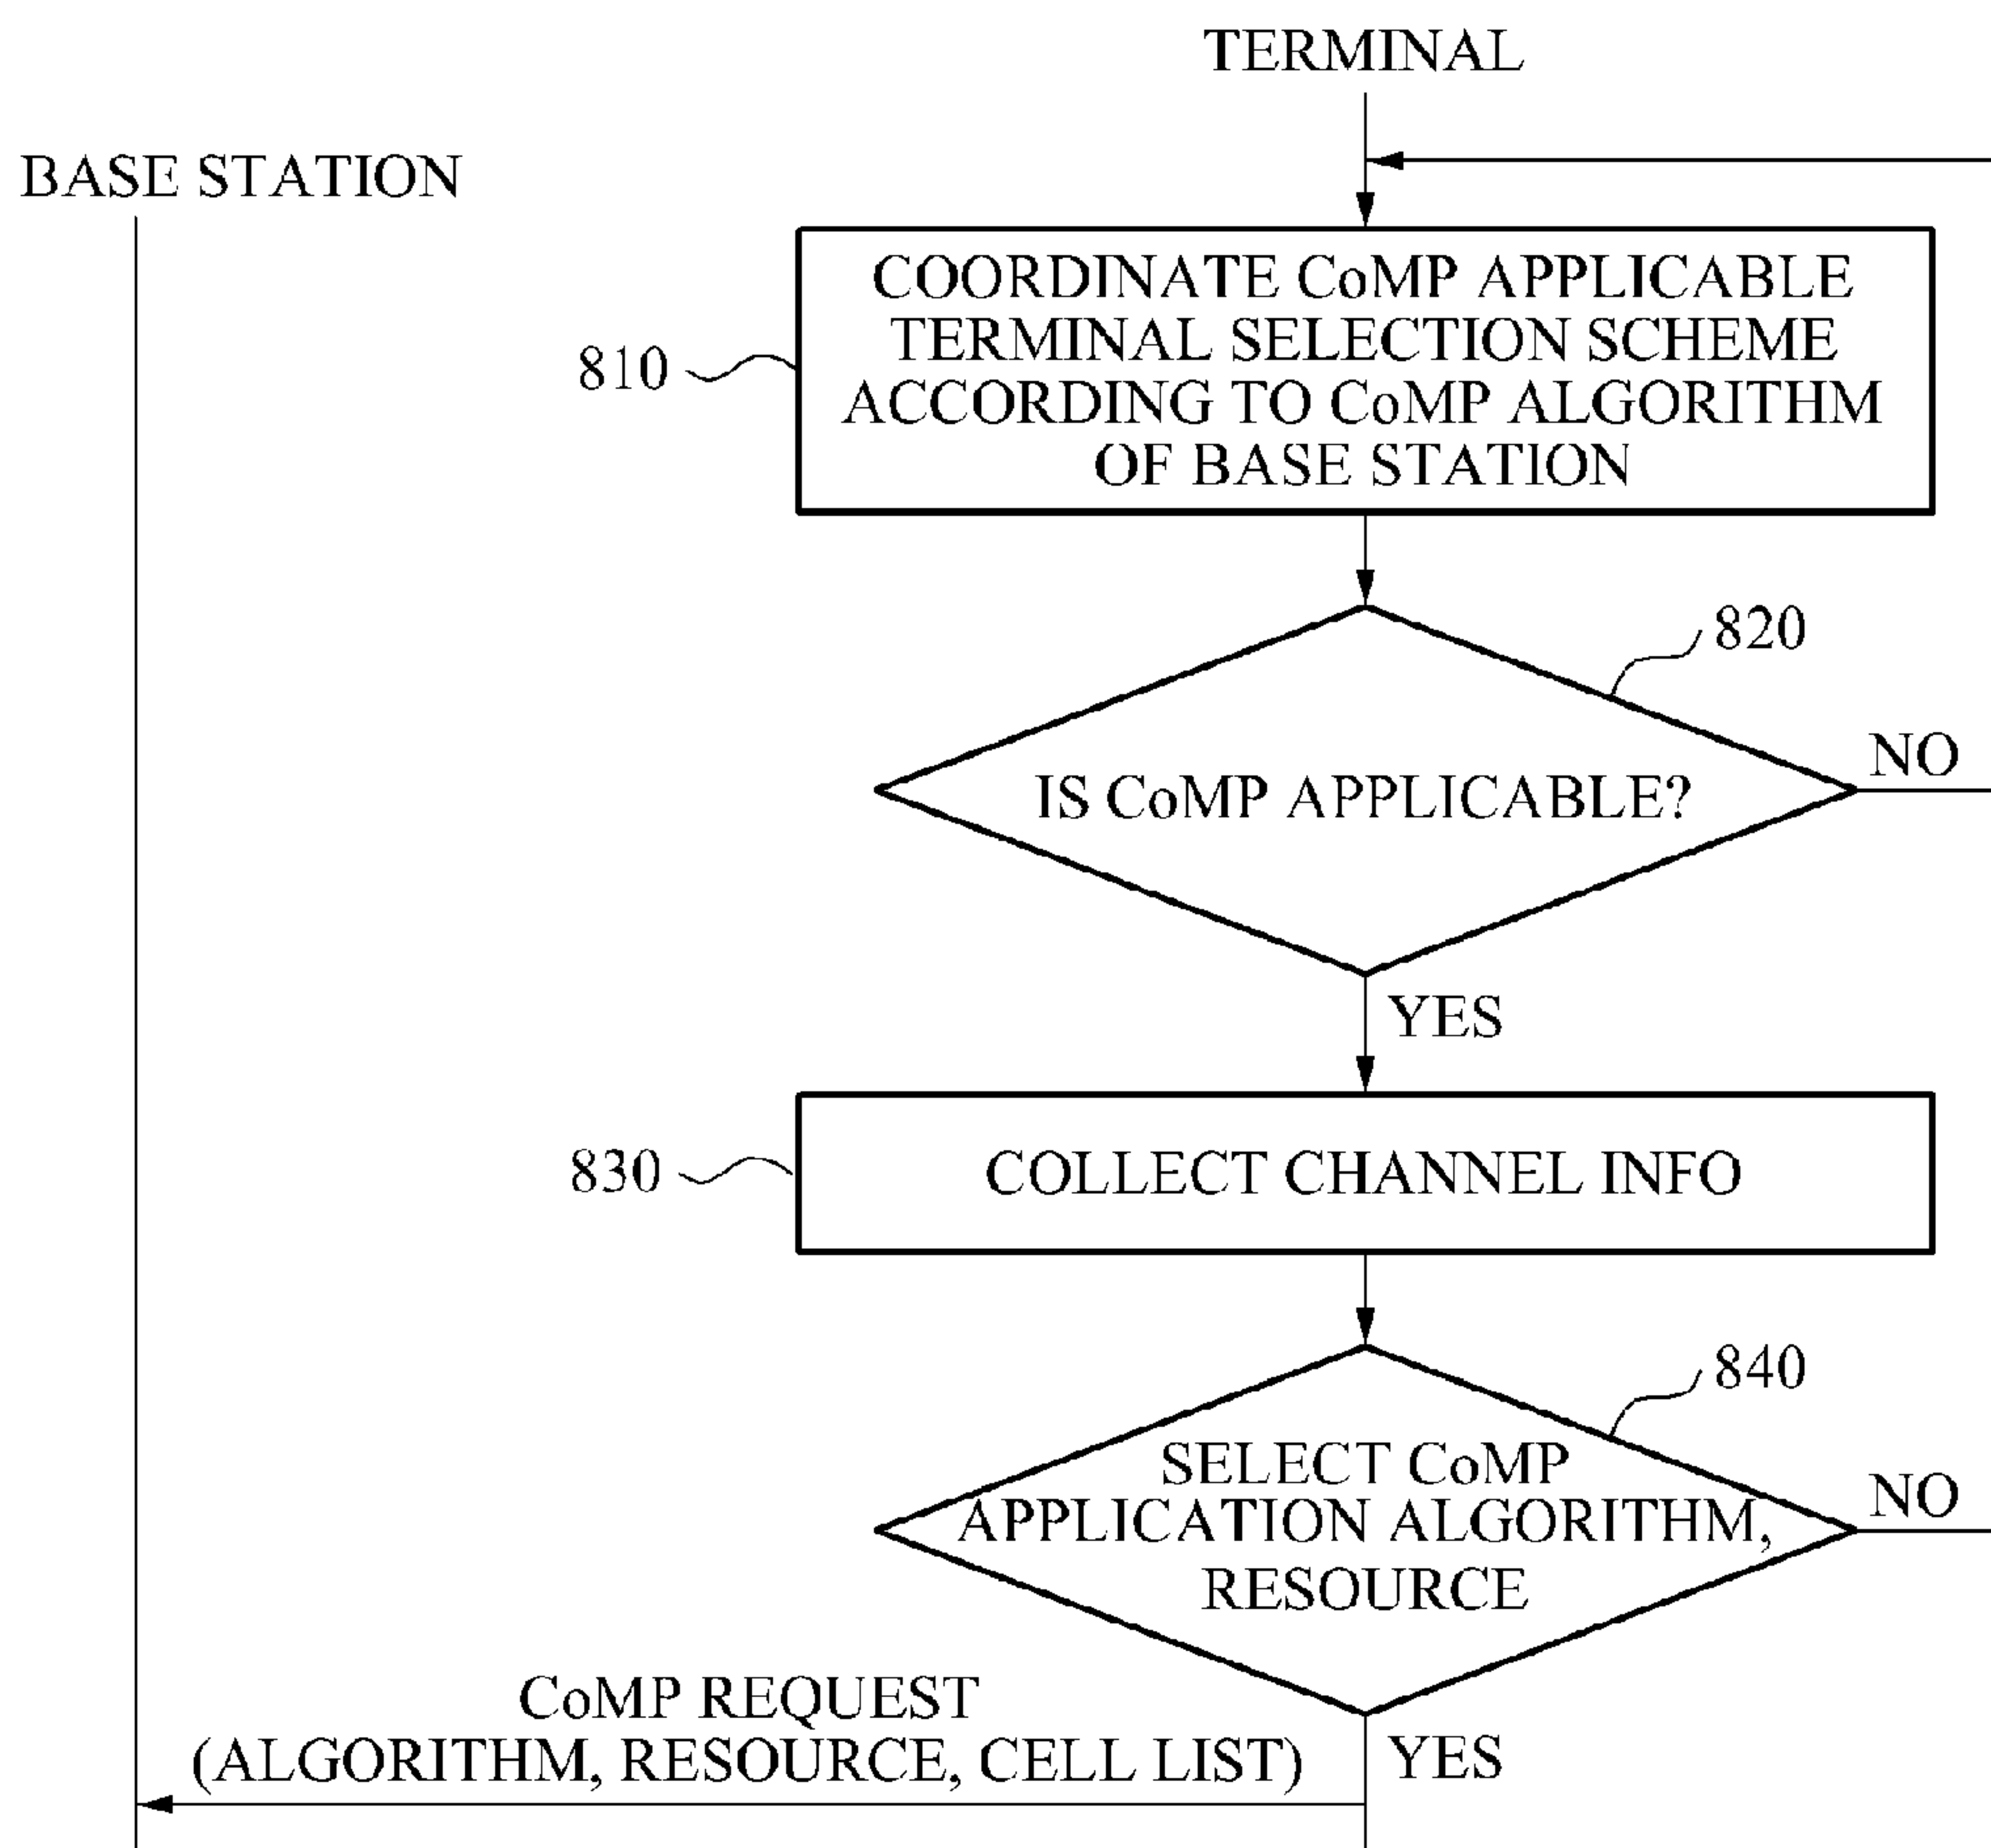 TERMINAL
BASE STATION
COORDINATE CoMP APPLICABLE
TERMINAL SELECTION SCHEME
ACCORDING TO CoMP ALGORITHM
OF BASE STATION
810
820
NO
IS CoMP APPLICABLE?
YES
830
COLLECT CHANNEL INFO
840
SELECT CoMP
APPLICATION ALGORITHM,
RESOURCE
NO
CoMP REQUEST
(ALGORITHM, RESOURCE, CELL LIST)
YES